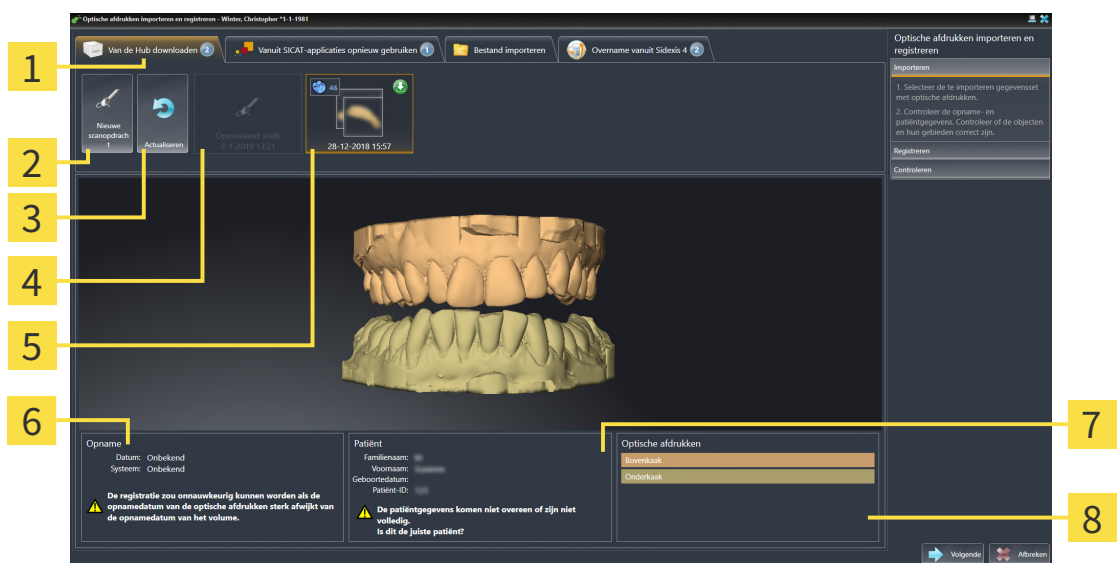 Optische afdrukken importeren en registreren - Winter, Christopher *1-1-1981
Van de Hub downloaden 2
Vanuit SICAT-applicaties opnieuw gebruiken 1
Bestand importeren
Overname vanuit Sidexis 4 2
Optische afdrukken importeren en
registreren
Importeren
1. Selecteer de te importeren gegevensset
met optische afdrukken.
2. Controleer de opname- en
patiëntgegevens. Controleer of de objecten
en hun gebieden correct zijn.
Registreren
Controleren
Nieuwe
scanopdrach
t
Actualiseren
Openstaand sinds
8-1-2019 13:21
46
28-12-2018 15:57
1
2
3
4
5
6
7
8
Opname
Datum: Onbekend
Systeem: Onbekend
De registratie zou onnauwkeurig kunnen worden als de
opnamedatum van de optische afdrukken sterk afwijkt van
de opnamedatum van het volume.
Patiënt
Familienaam:
Voornaam:
Geboortedatum:
Patiënt-ID:
De patiëntgegevens komen niet overeen of zijn niet
volledig.
Is dit de juiste patiënt?
Optische afdrukken
Bovenkaak
Onderkaak
Volgende
Afbreken